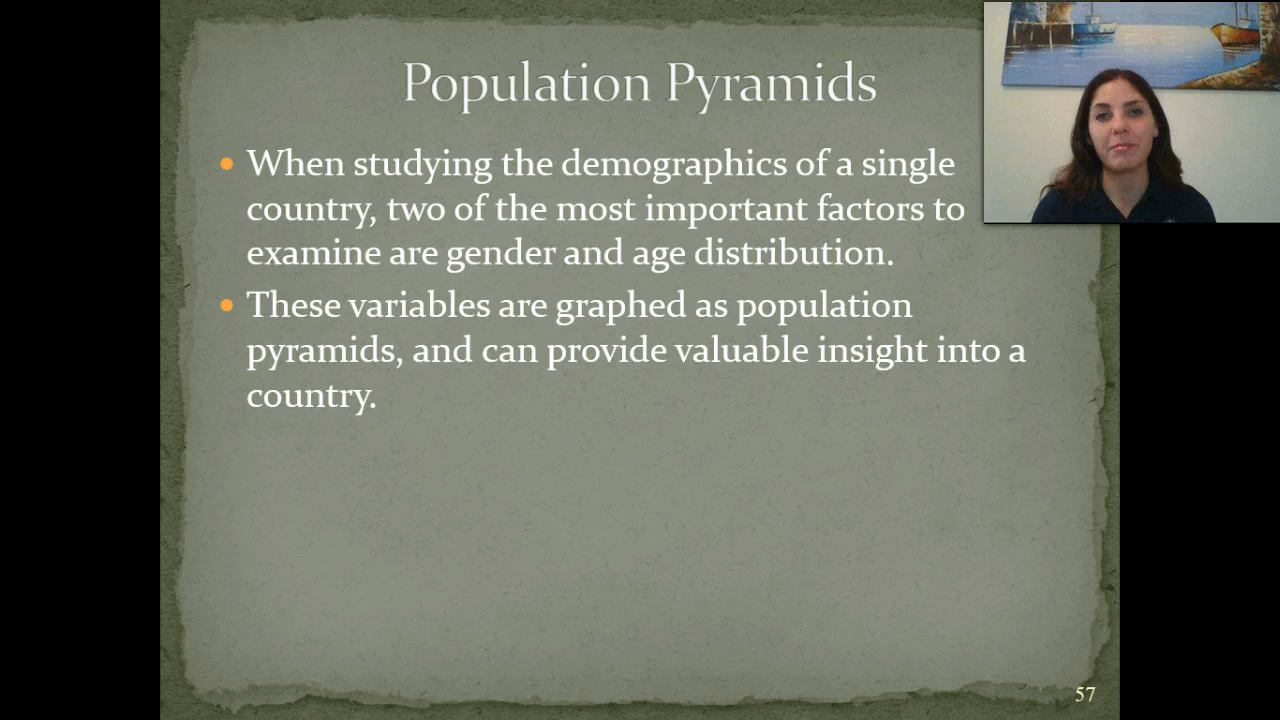 Population Pyramids
• When studying the demographics of a single
country, two of the most important factors to
examine are gender and age distribution.
• These variables are graphed as population
pyramids, and can provide valuable insight into a
country.
57